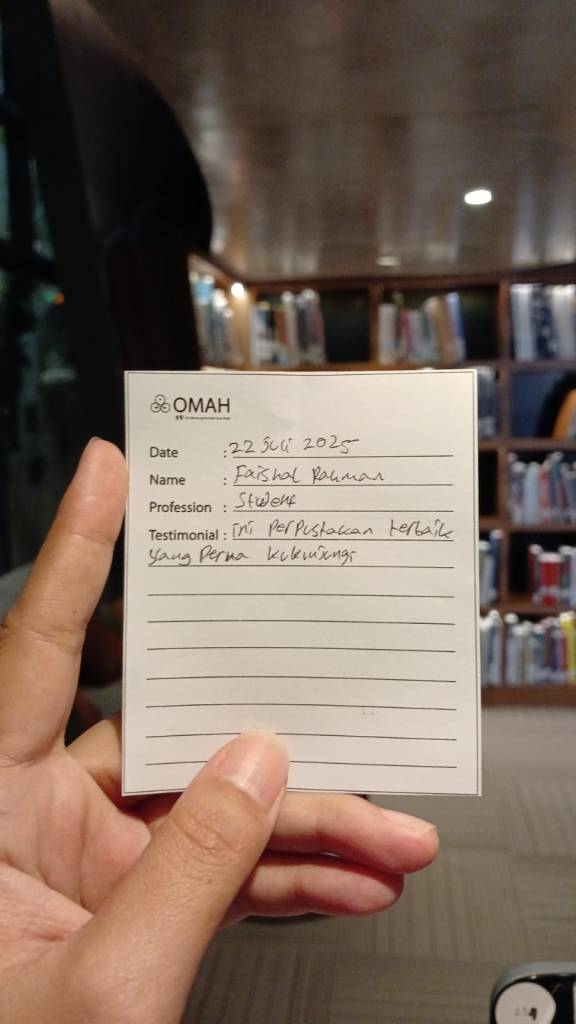 OMAH
Date : 22 Juli 2025
Name : Faishal Rahman
Profession : Student
Testimonial : ini perpustakan terbaik
yang perna kukunjungi